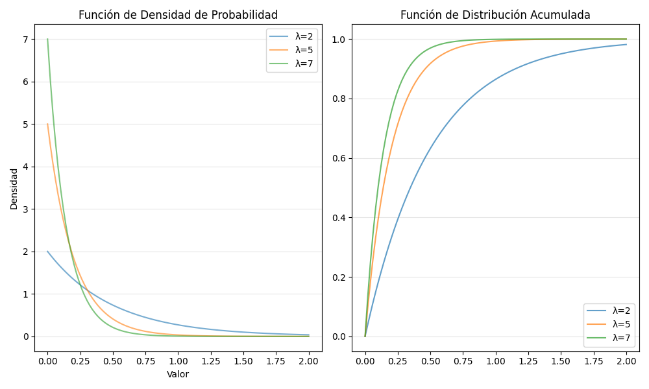 Función de Densidad de Probabilidad
7
6
5
4
3
2
1
0
Densidad
0.00 0.25 0.50 0.75 1.00 1.25 1.50 1.75 2.00
Valor
λ=2
λ=5
λ=7
Función de Distribución Acumulada
1.0
0.8
0.6
0.4
0.2
0.0
0.00 0.25 0.50 0.75 1.00 1.25 1.50 1.75 2.00
λ=2
λ=5
λ=7